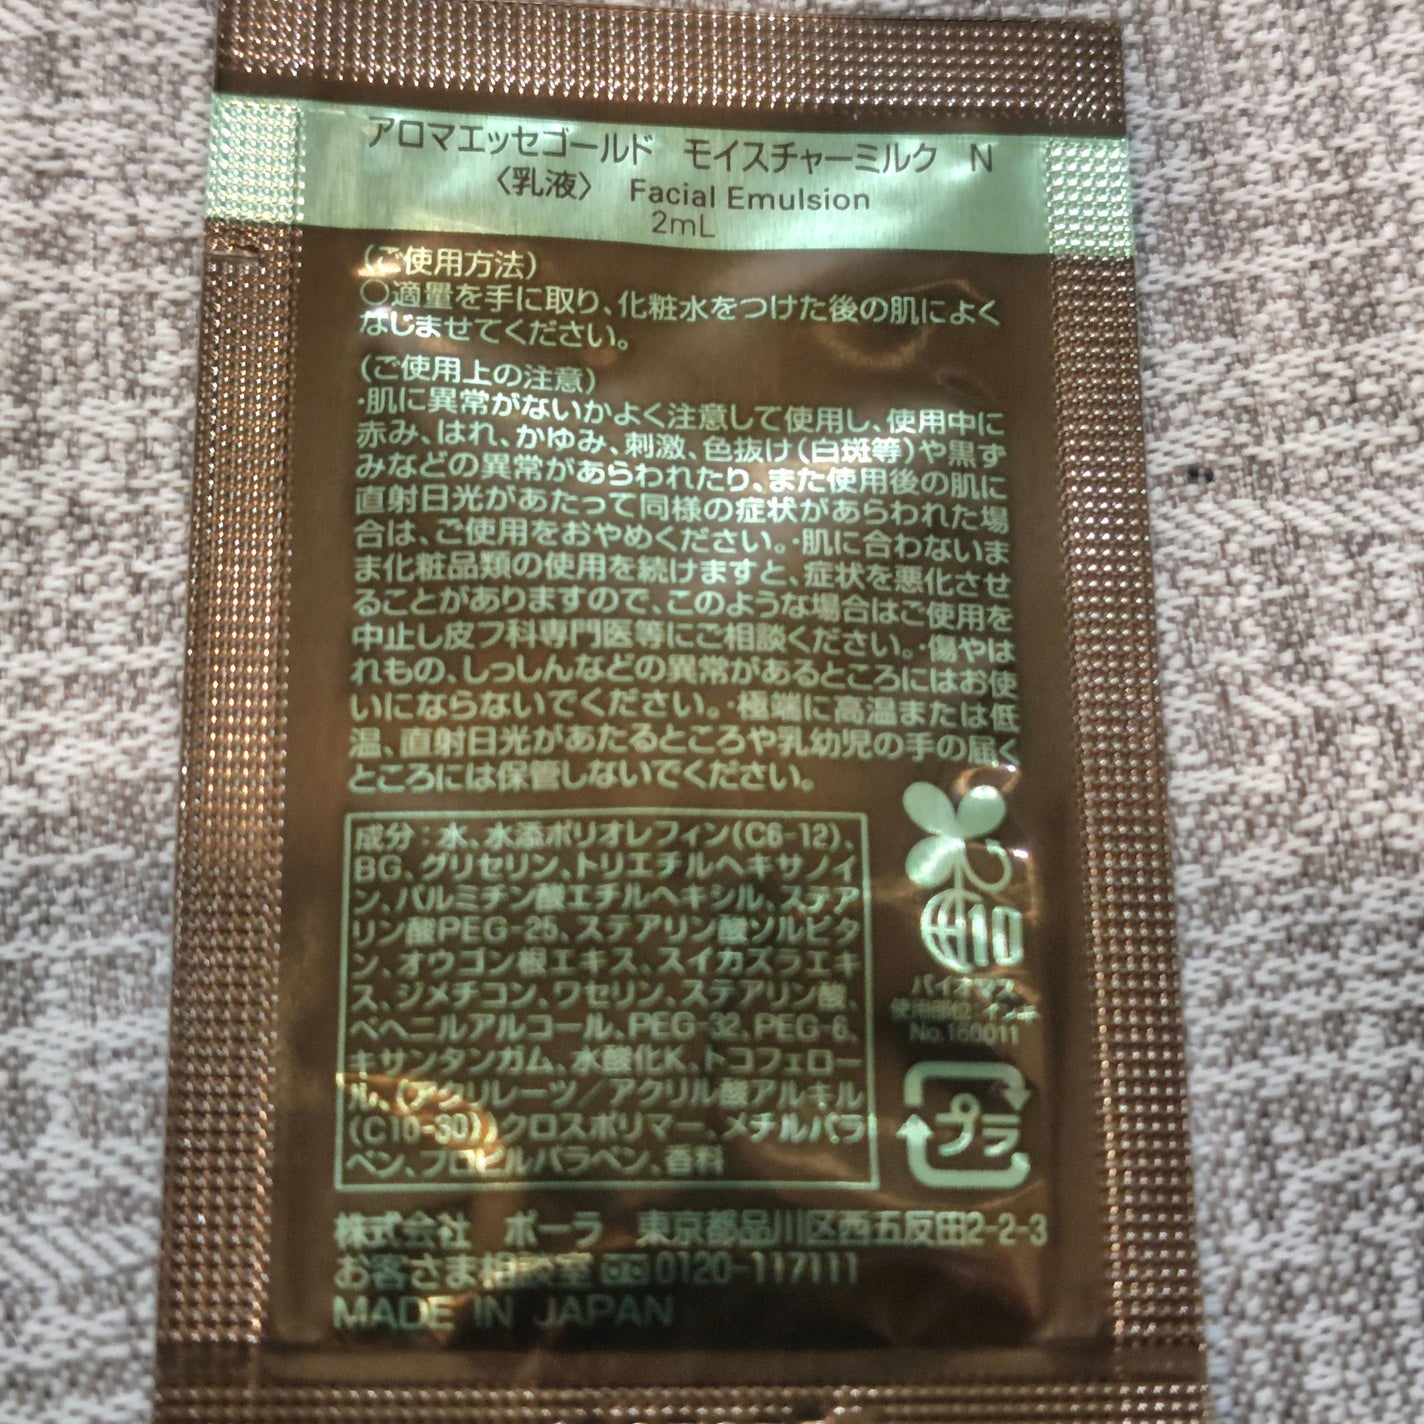 アロマエッセゴールド モイスチャーミルク N
〈乳液〉 Facial Emulsion
2mL
(ご使用方法)
○適量を手に取り、化粧水をつけた後の肌によく
なじませてください。
(ご使用上の注意)
・肌に異常がないかよく注意して使用し、使用中に
赤み、はれ、かゆみ、刺激、色抜け(白斑等)や黒ず
みなどの異常があらわれたり、また使用後の肌に
直射日光があたって同様の症状があらわれた場
合は、ご使用をおやめください。・肌に合わないま
ま化粧品類の使用を続けますと、症状を悪化させ
ることがありますので、このような場合はご使用を
中止し皮フ科専門医等にご相談ください。・傷やは
れもの、しっしんなどの異常があるところにはお使
いにならないでください。・極端に高温または低
温、直射日光があたるところや乳幼児の手の届く
ところには保管しないでください。
成分:水、水添ポリオレフィン(C6-12)、
BG、グリセリン、トリエチルヘキサノイ
ン、パルミチン酸エチルヘキシル、ステア
リン酸PEG-25、ステアリン酸ソルビタ
ン、オウゴン根エキス、スイカズラエキ
ス、ジメチコン、ワセリン、ステアリン酸、
ベヘニルアルコール、PEG-32、PEG-6、
キサンタンガム、水酸化K、トコフェロー
ル、(アクリレーツ/アクリル酸アルキル
(C10-30))クロスポリマー、メチルパラ
ベン、プロピルパラベン、香料
バイオマス
使用部位:インキ
No.160011
プラ
株式会社 ポーラ 東京都品川区西五反田2-2-3
お客さま相談室 0120-117111
MADE IN JAPAN